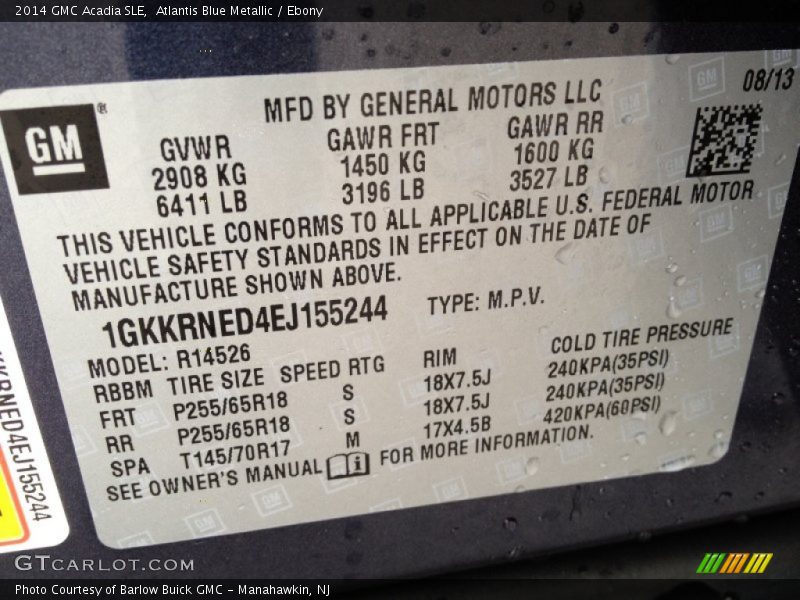 2014 GMC Acadia SLE,  Atlantis Blue Metallic / Ebony
08/13
GM®
MFD BY GENERAL MOTORS LLC
GVWR GAWR FRT GAWR RR
2908 KG 1450 KG 1600 KG
6411 LB 3196 LB 3527 LB
THIS VEHICLE CONFORMS TO ALL APPLICABLE U.S. FEDERAL MOTOR
VEHICLE SAFETY STANDARDS IN EFFECT ON THE DATE OF
MANUFACTURE SHOWN ABOVE.
1GKKRNED4EJ155244 TYPE: M.P.V.
MODEL: R14526
RBBM TIRE SIZE SPEED RTG RIM COLD TIRE PRESSURE
FRT P255/65R18 S 18X7.5J 240KPA(35PSI)
RR P255/65R18 S 18X7.5J 240KPA(35PSI)
SPA T145/70R17 M 17X4.5B 420KPA(60PSI)
SEE OWNER'S MANUAL i FOR MORE INFORMATION.
KRNED4EJ155244
GTCARLOT.COM
Photo Courtesy of Barlow Buick GMC – Manahawkin, NJ